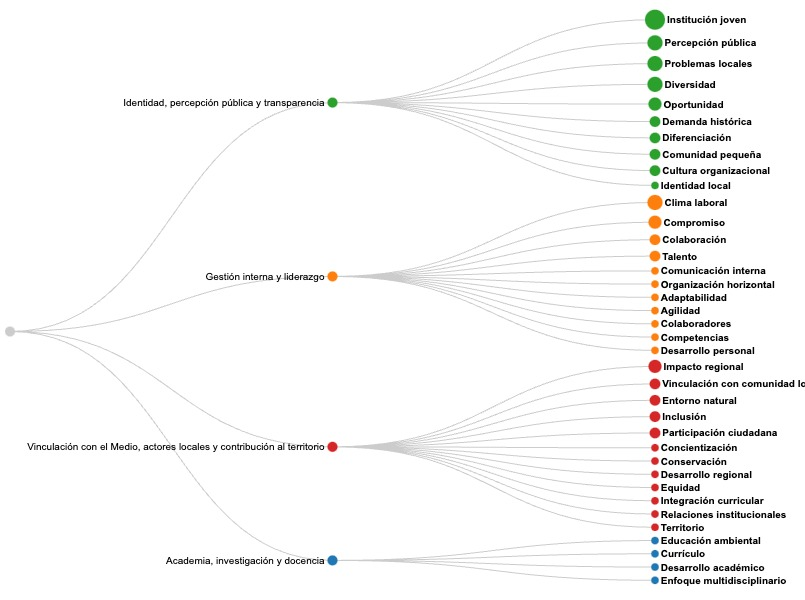 Identidad, percepción pública y transparencia
Institución joven
Percepción pública
Problemas locales
Diversidad
Oportunidad
Demanda histórica
Diferenciación
Comunidad pequeña
Cultura organizacional
Identidad local
Gestión interna y liderazgo
Clima laboral
Compromiso
Colaboración
Talento
Comunicación interna
Organización horizontal
Adaptabilidad
Agilidad
Colaboradores
Competencias
Desarrollo personal
Vinculación con el Medio, actores locales y contribución al territorio
Impacto regional
Vinculación con comunidad
Entorno natural
Inclusión
Participación ciudadana
Concientización
Conservación
Desarrollo regional
Equidad
Integración curricular
Relaciones institucionales
Territorio
Academia, investigación y docencia
Educación ambiental
Currículo
Desarrollo académico
Enfoque multidisciplinario